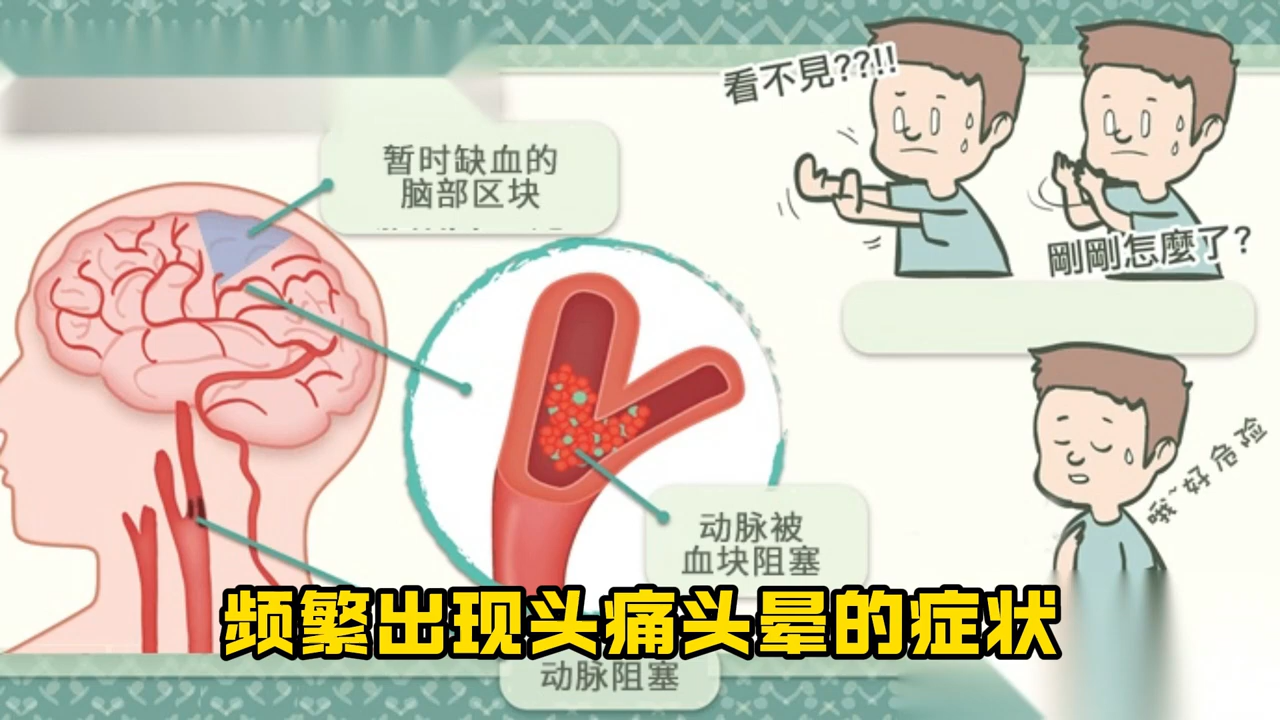 看不見??!!
暂时缺血的
脑部区块
剛剛怎麼了?
哦~好危险
动脉被
血块阻塞
频繁出现头痛头晕的症状
动脉阻塞